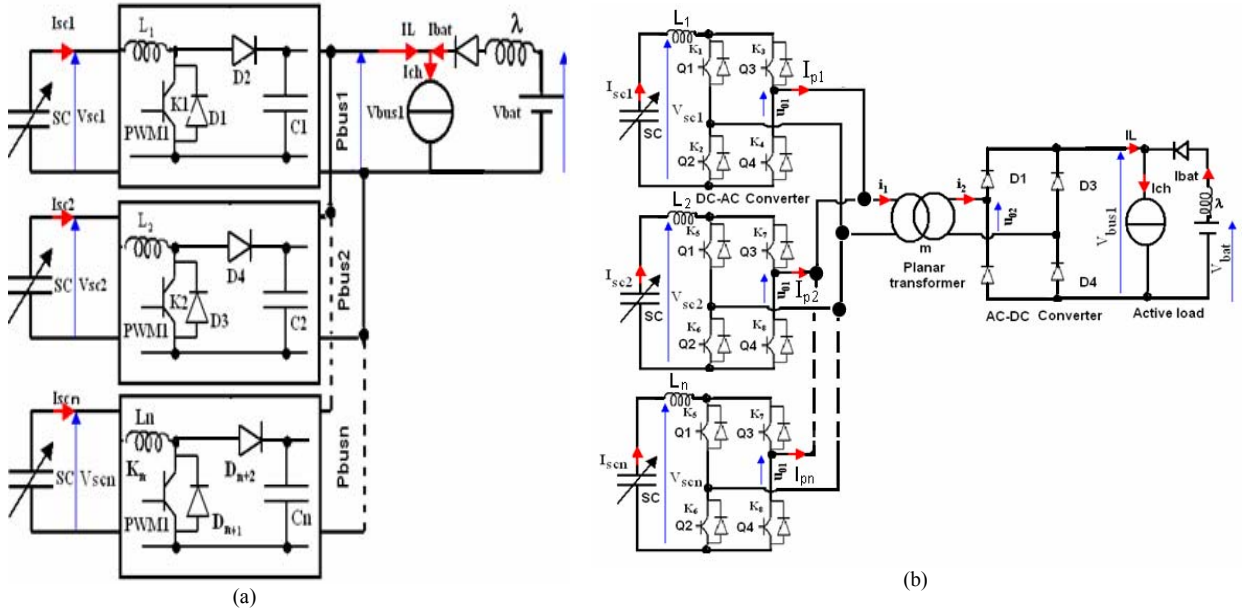 Isc1
L1
IL
Ibat
λ
D2
Ich
SC
Vsc1
K1
D1
C1
PWM1
Pbus1
Vbus1
Vbat
Isc2
L2
D4
SC
Vsc2
K2
D3
C2
PWM1
Pbus2
Iscn
Ln
SC
Vscn
Kn
Dn+2
PWM1
Dn+1
Cn
Pbusn
(a)
L1
K1
K3
Isc1
Q1
Q3
Ip1
Vsc1
u01
SC
K2
K4
Q2
Q4
DC-AC Converter
L2
K5
K7
Isc2
Q1
Q3
u01
Ip2
Vsc2
SC
K6
K8
Q2
Q4
Ln
K5
K7
Iscn
Q1
Q3
u01
Ipn
Vscn
SC
K6
K8
Q2
Q4
i1
i2
m
Planar
transformer
D1
D3
u02
D4
AC-DC Converter
IL
Ich
Ibat
λ
Vbus1
Vbat
Active load
(b)